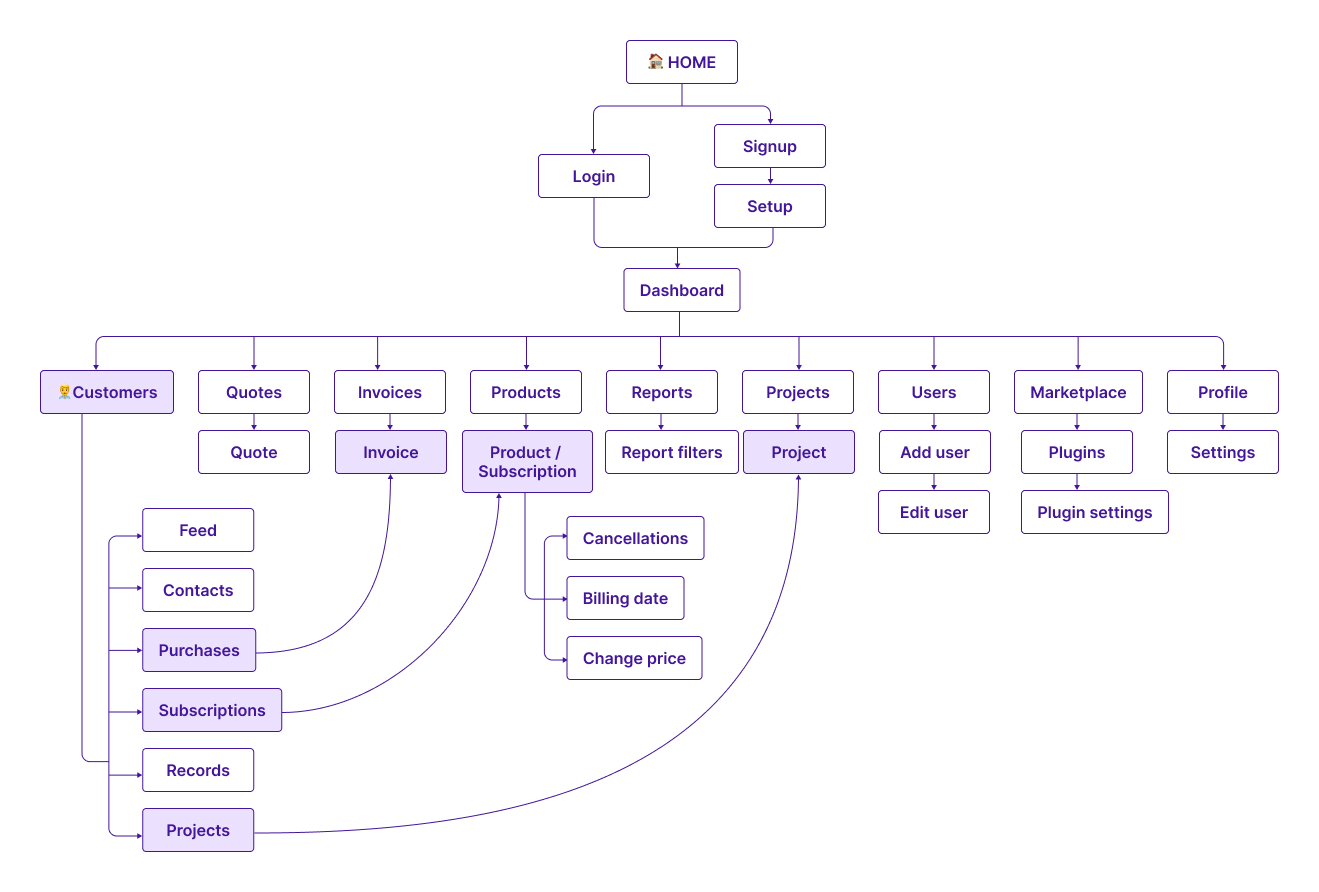 🏠 HOME
Signup
Login
Setup
Dashboard
Customers
Quotes
Invoices
Products
Reports
Projects
Users
Marketplace
Profile
Quote
Invoice
Product /
Subscription
Report filters
Project
Add user
Plugins
Settings
Edit user
Plugin settings
Feed
Contacts
Purchases
Subscriptions
Records
Projects
Cancellations
Billing date
Change price